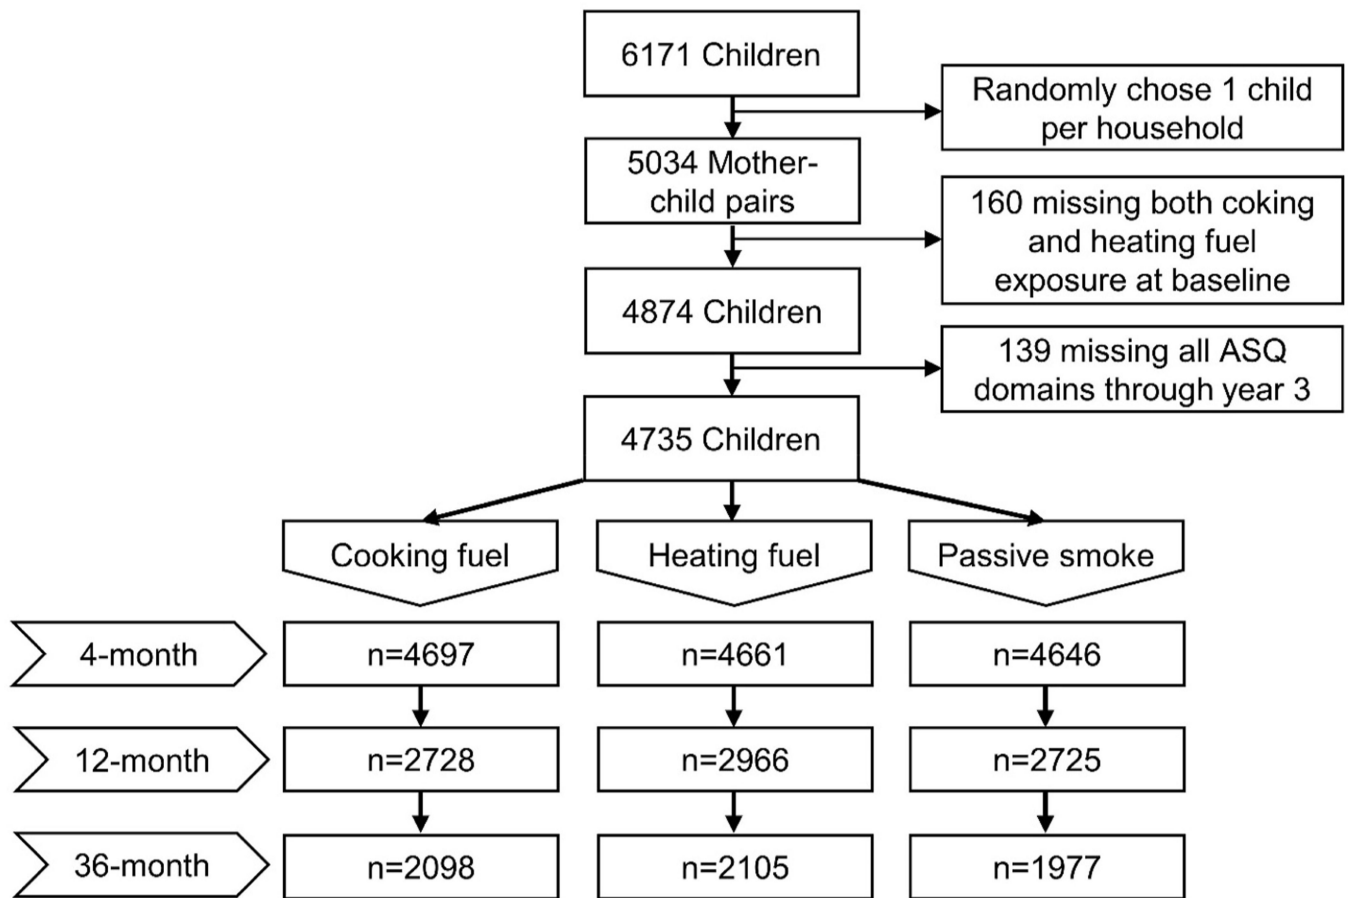 6171 Children
Randomly chose 1 child
per household
5034 Mother-
child pairs
160 missing both coking
and heating fuel
exposure at baseline
4874 Children
139 missing all ASQ
domains through year 3
4735 Children
Cooking fuel
Heating fuel
Passive smoke
4-month
n=4697
n=4661
n=4646
12-month
n=2728
n=2966
n=2725
36-month
n=2098
n=2105
n=1977